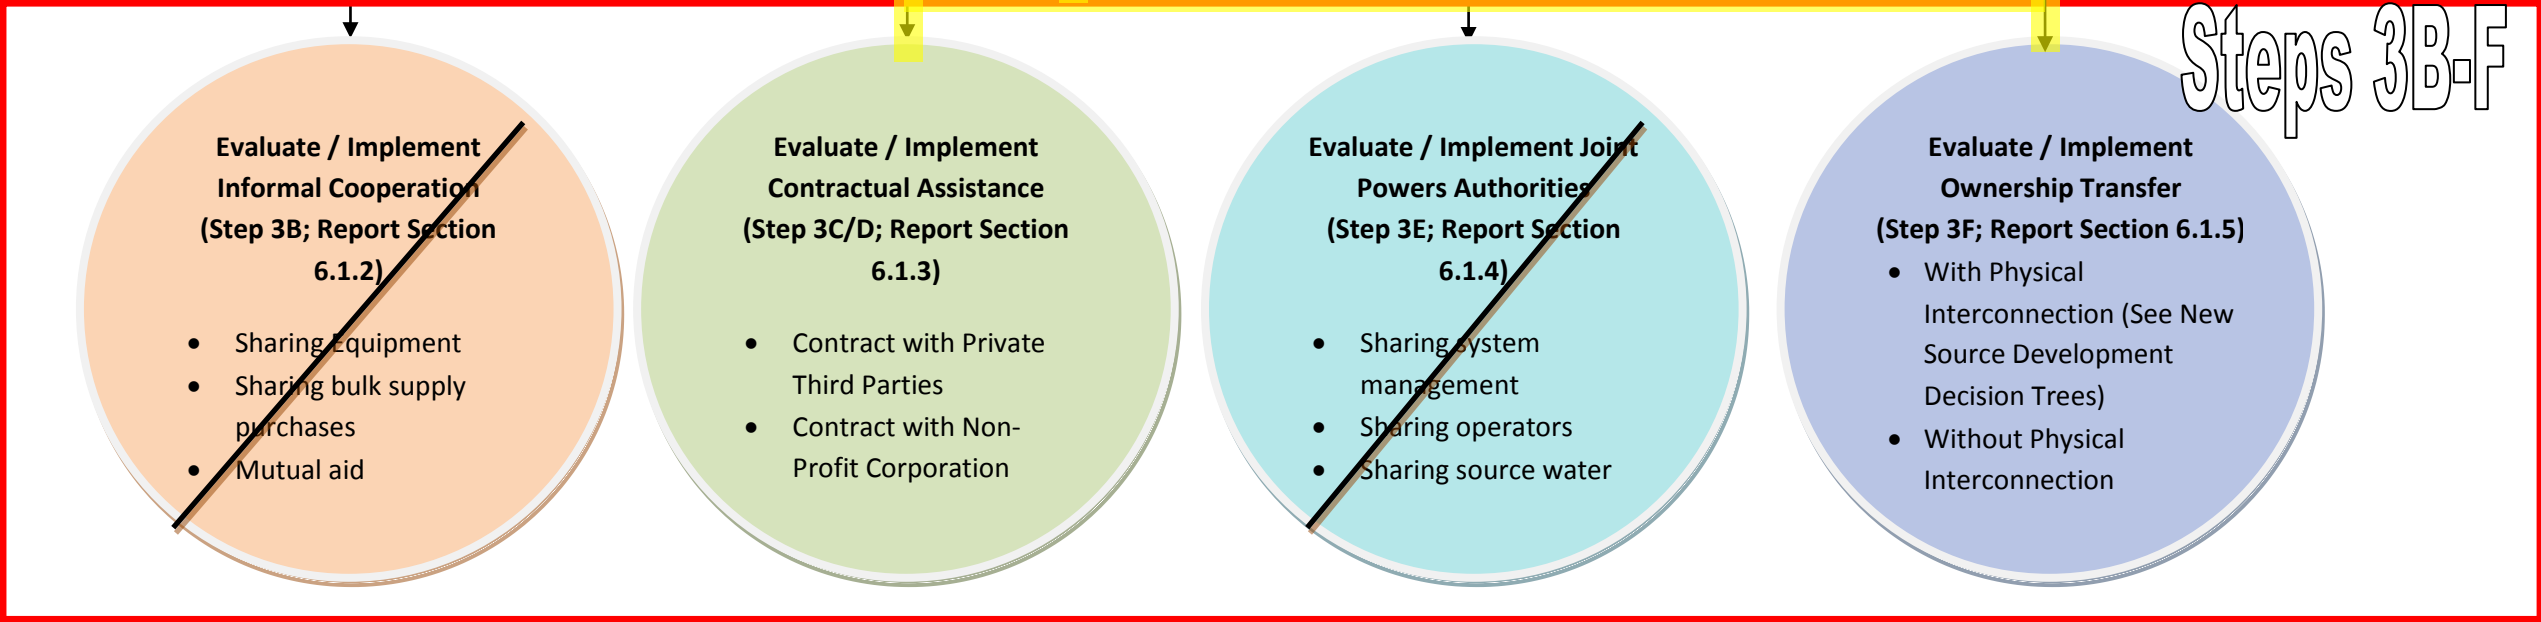 Steps 3B-F
Evaluate / Implement
Informal Cooperation
(Step 3B; Report Section
6.1.2)
• Sharing Equipment
• Sharing bulk supply
purchases
• Mutual aid
Evaluate / Implement
Contractual Assistance
(Step 3C/D; Report Section
6.1.3)
• Contract with Private
Third Parties
• Contract with Non-
Profit Corporation
Evaluate / Implement Joint
Powers Authorities
(Step 3E; Report Section
6.1.4)
• Sharing system
management
• Sharing operators
• Sharing source water
Evaluate / Implement
Ownership Transfer
(Step 3F; Report Section 6.1.5)
• With Physical
Interconnection (See New
Source Development
Decision Trees)
• Without Physical
Interconnection